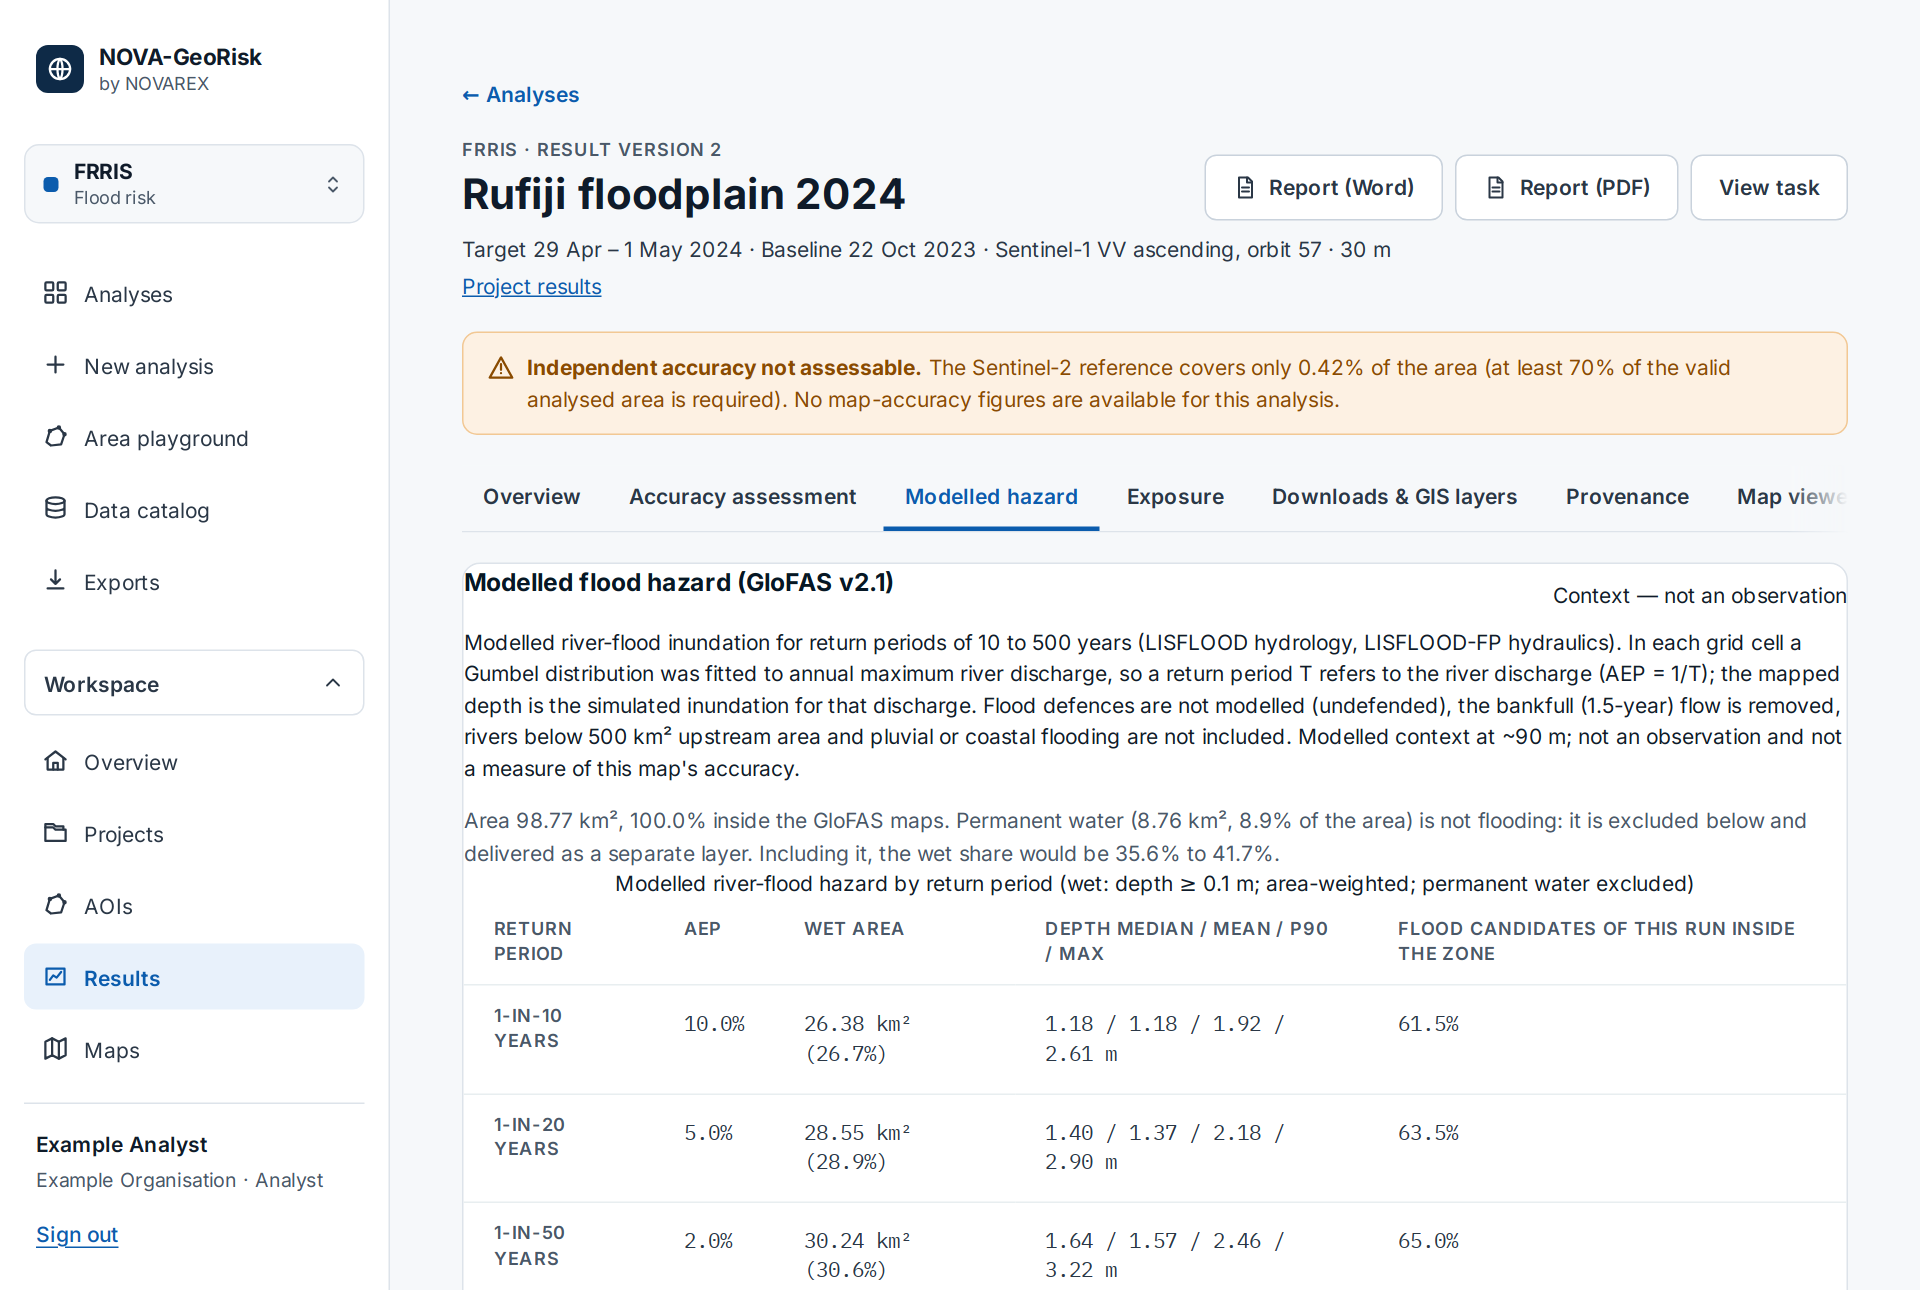 NOVA-GeoRisk
by NOVAREX
FRRIS
Flood risk
Analyses
New analysis
Area playground
Data catalog
Exports
Workspace
Overview
Projects
AOIs
Results
Maps
Example Analyst
Example Organisation · Analyst
Sign out
← Analyses
FRRIS · RESULT VERSION 2
Rufiji floodplain 2024
Report (Word)
Report (PDF)
View task
Target 29 Apr – 1 May 2024 · Baseline 22 Oct 2023 · Sentinel-1 VV ascending, orbit 57 · 30 m
Project results
Independent accuracy not assessable. The Sentinel-2 reference covers only 0.42% of the area (at least 70% of the valid
analysed area is required). No map-accuracy figures are available for this analysis.
Overview Accuracy assessment Modelled hazard Exposure Downloads & GIS layers Provenance Map viewe
Modelled flood hazard (GloFAS v2.1)
Context — not an observation
Modelled river-flood inundation for return periods of 10 to 500 years (LISFLOOD hydrology, LISFLOOD-FP hydraulics). In each grid cell a
Gumbel distribution was fitted to annual maximum river discharge, so a return period T refers to the river discharge (AEP = 1/T); the mapped
depth is the simulated inundation for that discharge. Flood defences are not modelled (undefended), the bankfull (1.5-year) flow is removed,
rivers below 500 km² upstream area and pluvial or coastal flooding are not included. Modelled context at ~90 m; not an observation and not
a measure of this map's accuracy.
Area 98.77 km², 100.0% inside the GloFAS maps. Permanent water (8.76 km², 8.9% of the area) is not flooding: it is excluded below and
delivered as a separate layer. Including it, the wet share would be 35.6% to 41.7%.
Modelled river-flood hazard by return period (wet: depth ≥ 0.1 m; area-weighted; permanent water excluded)
RETURN PERIOD
AEP
WET AREA
DEPTH MEDIAN / MEAN / P90 / MAX
FLOOD CANDIDATES OF THIS RUN INSIDE THE ZONE
1-IN-10 YEARS
10.0%
26.38 km² (26.7%)
1.18 / 1.18 / 1.92 / 2.61 m
61.5%
1-IN-20 YEARS
5.0%
28.55 km² (28.9%)
1.40 / 1.37 / 2.18 / 2.90 m
63.5%
1-IN-50 YEARS
2.0%
30.24 km² (30.6%)
1.64 / 1.57 / 2.46 / 3.22 m
65.0%